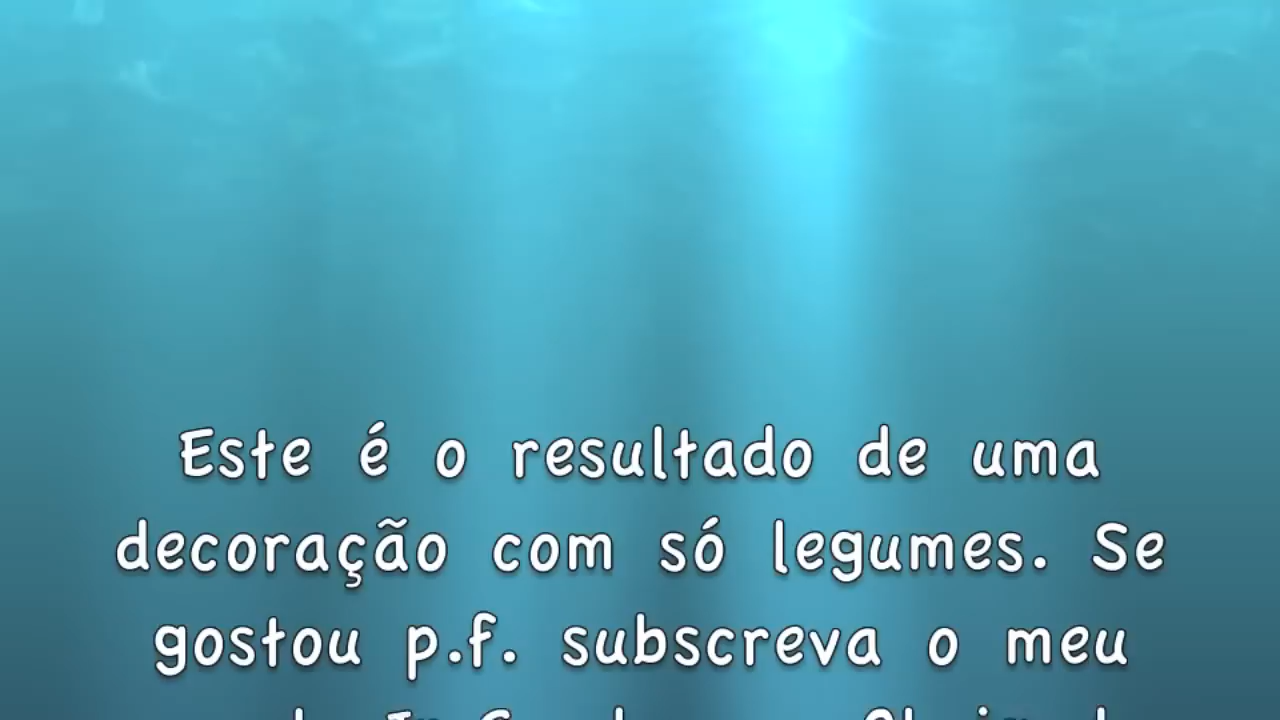 Este é o resultado de uma
decoração com só legumes. Se
gostou p.f. subscreva o meu